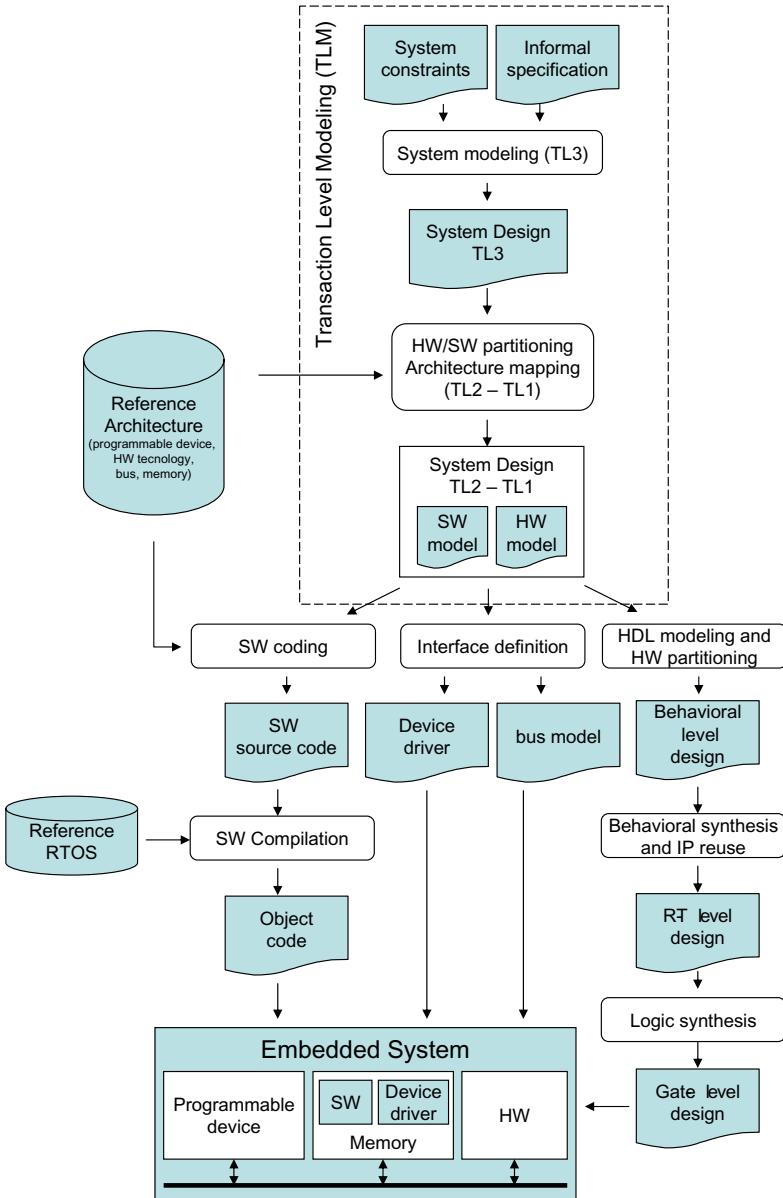 Transaction Level Modeling (TLM)
System
constraints
Informal
specification
System modeling (TL3)
System Design
TL3
HW/SW partitioning
Architecture mapping
(TL2 – TL1)
Reference
Architecture
(programmable device,
HW tecnology,
bus, memory)
System Design
TL2 – TL1
SW
model
HW
model
SW coding
Interface definition
HDL modeling and
HW partitioning
SW
source code
Device
driver
bus model
Behavioral
level
design
Reference
RTOS
SW Compilation
Behavioral synthesis
and IP reuse
Object
code
R-T level
design
Logic synthesis
Embedded System
Programmable
device
SW
Device
driver
Memory
HW
Gate level
design